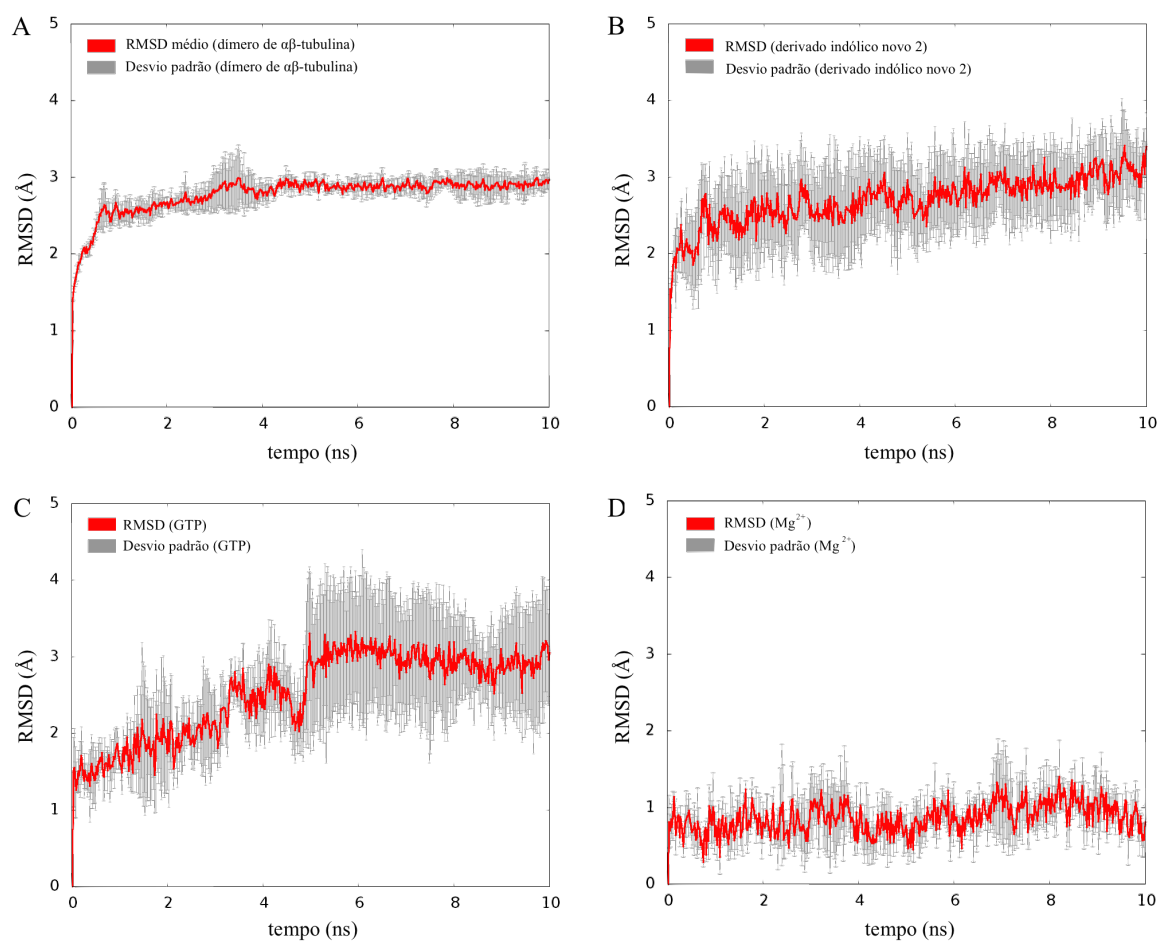 A
5
4
3
2
1
0
RMSD (Å)
RMSD médio (dímero de αβ-tubulina)
Desvio padrão (dímero de αβ-tubulina)
0 2 4 6 8 10
tempo (ns)
B
5
4
3
2
1
0
RMSD (Å)
RMSD (derivado indólico novo 2)
Desvio padrão (derivado indólico novo 2)
0 2 4 6 8 10
tempo (ns)
C
5
4
3
2
1
0
RMSD (Å)
RMSD (GTP)
Desvio padrão (GTP)
0 2 4 6 8 10
tempo (ns)
D
5
4
3
2
1
0
RMSD (Å)
RMSD (Mg²⁺)
Desvio padrão (Mg²⁺)
0 2 4 6 8 10
tempo (ns)